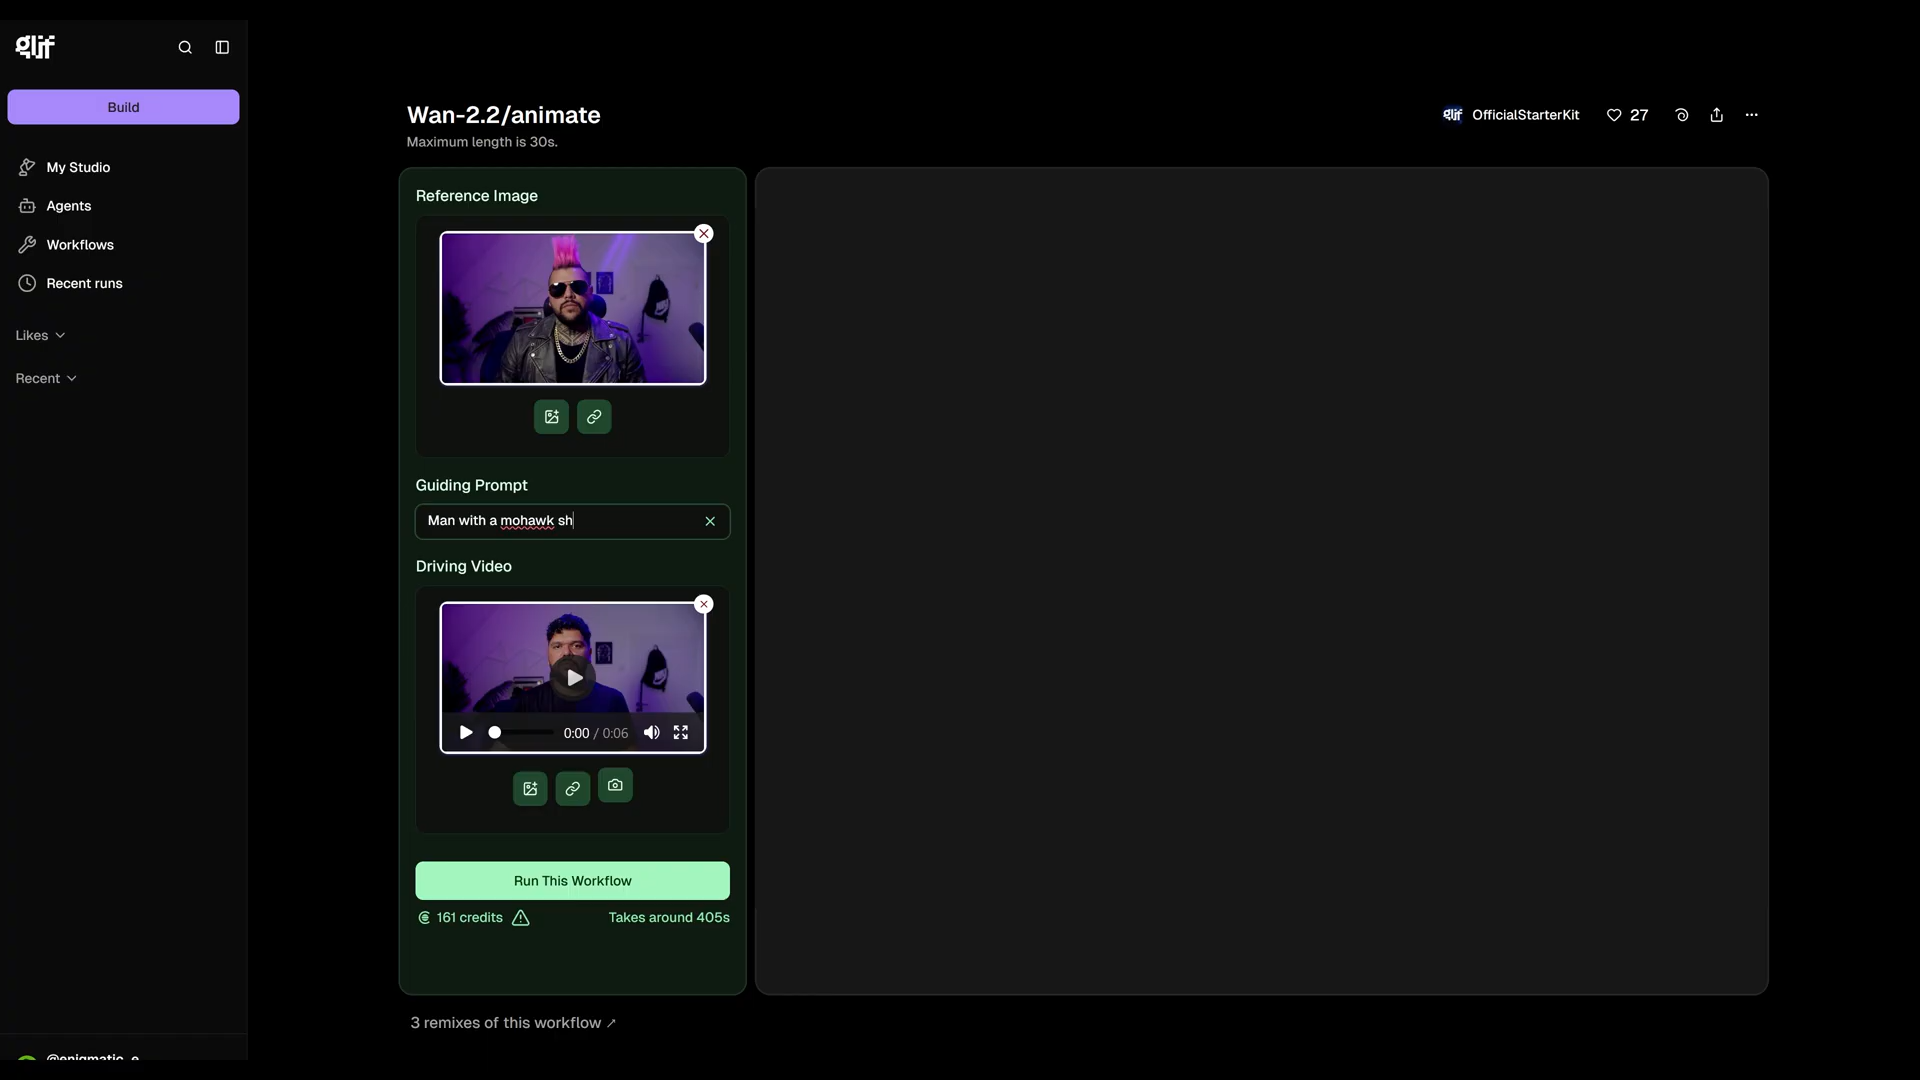 glif
Build
My Studio
Agents
Workflows
Recent runs
Likes
Recent
@enigmatic_e
Wan-2.2/animate
Maximum length is 30s.
glif OfficialStarterKit 27
Reference Image
Guiding Prompt
Man with a mohawk sh
Driving Video
0:00 / 0:06
Run This Workflow
161 credits
Takes around 405s
3 remixes of this workflow ↗